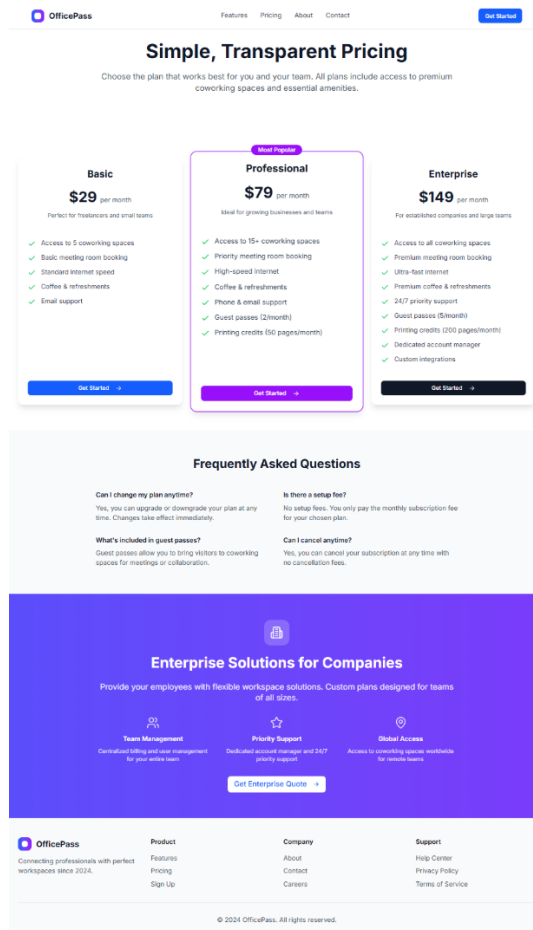 OfficePass
Features Pricing About Contact
Get Started
Simple, Transparent Pricing
Choose the plan that works best for you and your team. All plans include access to premium
coworking spaces and essential amenities.
Basic
$29 per month
Perfect for freelancers and small teams
Access to 5 coworking spaces
Basic meeting room booking
Standard internet speed
Coffee & refreshments
Email support
Get Started →
Most Popular
Professional
$79 per month
Ideal for growing businesses and teams
Access to 15+ coworking spaces
Priority meeting room booking
High-speed internet
Coffee & refreshments
Phone & email support
Guest passes (2/month)
Printing credits (50 pages/month)
Get Started →
Enterprise
$149 per month
For established companies and large teams
Access to all coworking spaces
Premium meeting room booking
Ultra-fast internet
Premium coffee & refreshments
24/7 priority support
Guest passes (5/month)
Printing credits (200 pages/month)
Dedicated account manager
Custom integrations
Get Started →
Frequently Asked Questions
Can I change my plan anytime?
Yes, you can upgrade or downgrade your plan at any
time. Changes take effect immediately.
Is there a setup fee?
No setup fees. You only pay the monthly subscription fee
for your chosen plan.
What's included in guest passes?
Guest passes allow you to bring visitors to coworking
spaces for meetings or collaboration.
Can I cancel anytime?
Yes, you can cancel your subscription at any time with
no cancellation fees.
Enterprise Solutions for Companies
Provide your employees with flexible workspace solutions. Custom plans designed for teams
of all sizes.
Team Management
Centralized billing and user management
for your entire team
Priority Support
Dedicated account manager and 24/7
priority support
Global Access
Access to coworking spaces worldwide
for remote teams
Get Enterprise Quote →
OfficePass
Connecting professionals with perfect
workspaces since 2024.
Product
Features
Pricing
Sign Up
Company
About
Contact
Careers
Support
Help Center
Privacy Policy
Terms of Service
© 2024 OfficePass. All rights reserved.